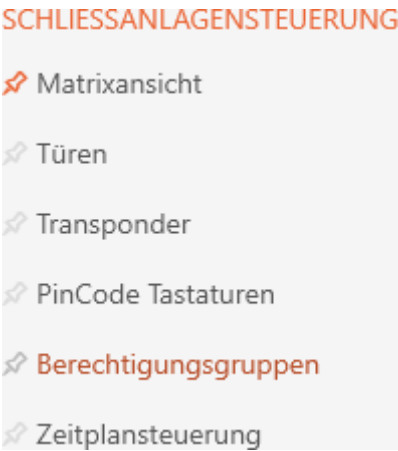 SCHLIESSANLAGENSTEUERUNG
Matrixansicht
Türen
Transponder
PinCode Tastaturen
Berechtigungsgruppen
Zeitplansteuerung